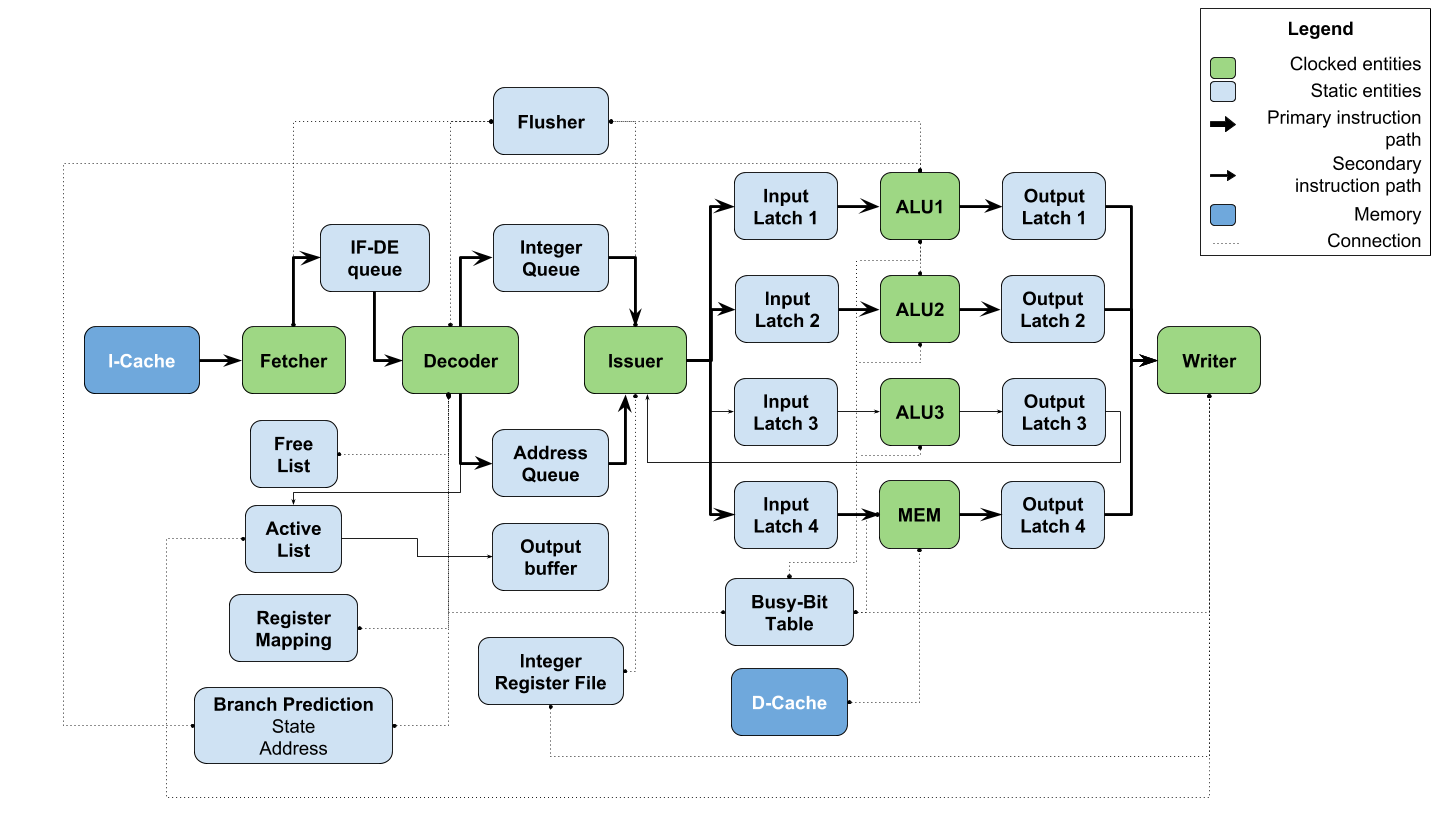 Legend
Clocked entities
Static entities
Primary instruction
path
Secondary
instruction path
Memory
Connection
Flusher
Input
Latch 1
ALU1
Output
Latch 1
IF-DE
queue
Integer
Queue
Input
Latch 2
ALU2
Output
Latch 2
I-Cache
Fetcher
Decoder
Issuer
Writer
Input
Latch 3
ALU3
Output
Latch 3
Free
List
Address
Queue
Input
Latch 4
MEM
Output
Latch 4
Active
List
Output
buffer
Busy-Bit
Table
Register
Mapping
Integer
Register File
D-Cache
Branch Prediction
State
Address